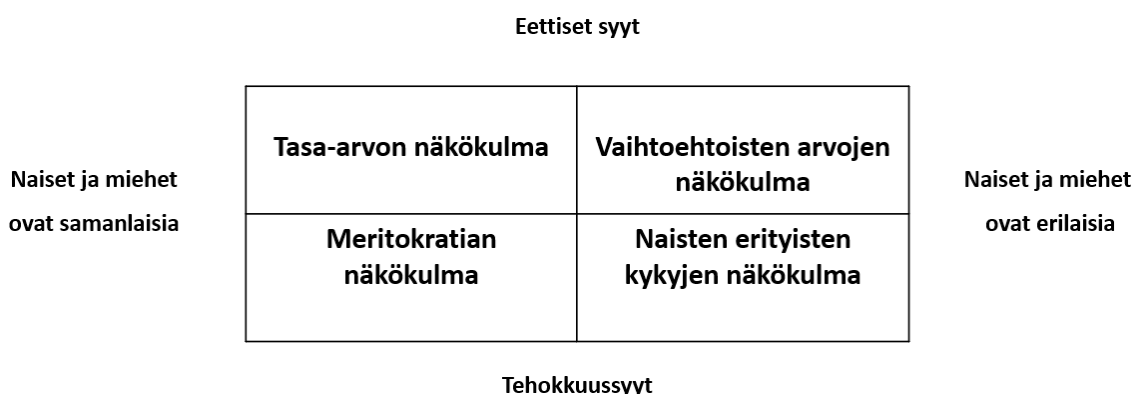 Eettiset syyt
Tasa-arvon näkökulma
Vaihtoehtoisten arvojen
näkökulma
Naiset ja miehet
ovat samanlaisia
Naiset ja miehet
ovat erilaisia
Meritokratian
näkökulma
Naisten erityisten
kykyjen näkökulma
Tehokkuussyyt